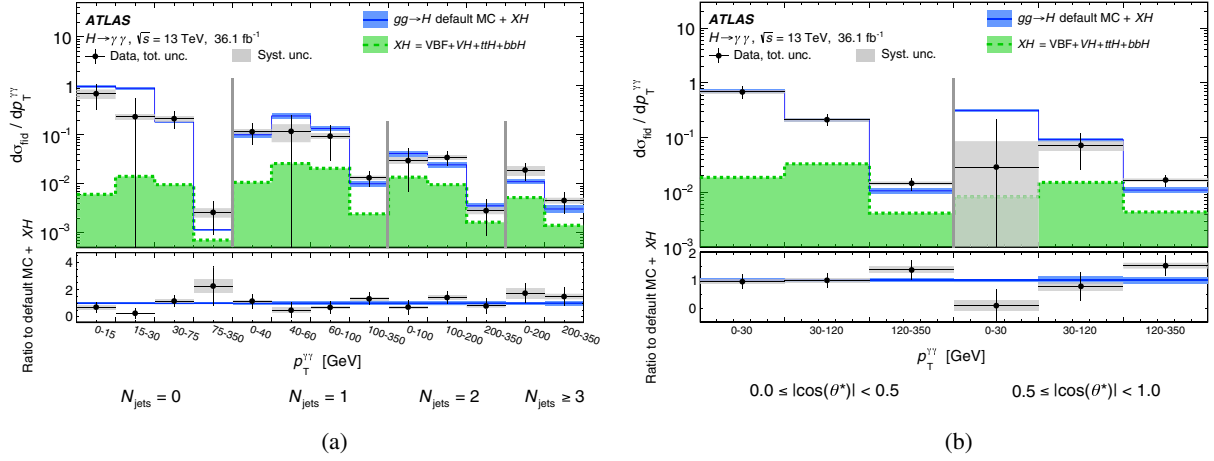 ATLAS
H→γγ, √s = 13 TeV, 36.1 fb⁻¹
Data, tot. unc.
Syst. unc.
gg→H default MC + XH
XH = VBF+VH+ttH+bbH
dσ_fid / dp_T^γγ
10
1
10⁻¹
10⁻²
10⁻³
Ratio to default MC + XH
4
2
0
0-15 15-30 30-75 75-350 0-40 40-60 60-100 100-350 0-100 100-200 200-350 0-200 200-350
p_T^γγ [GeV]
N_jets = 0 N_jets = 1 N_jets = 2 N_jets ≥ 3
(a)
ATLAS
H→γγ, √s = 13 TeV, 36.1 fb⁻¹
Data, tot. unc.
Syst. unc.
gg→H default MC + XH
XH = VBF+VH+ttH+bbH
dσ_fid / dp_T^γγ
10
1
10⁻¹
10⁻²
10⁻³
Ratio to default MC + XH
2
1
0
0-30 30-120 120-350 0-30 30-120 120-350
p_T^γγ [GeV]
0.0 ≤ |cos(θ*)| < 0.5 0.5 ≤ |cos(θ*)| < 1.0
(b)